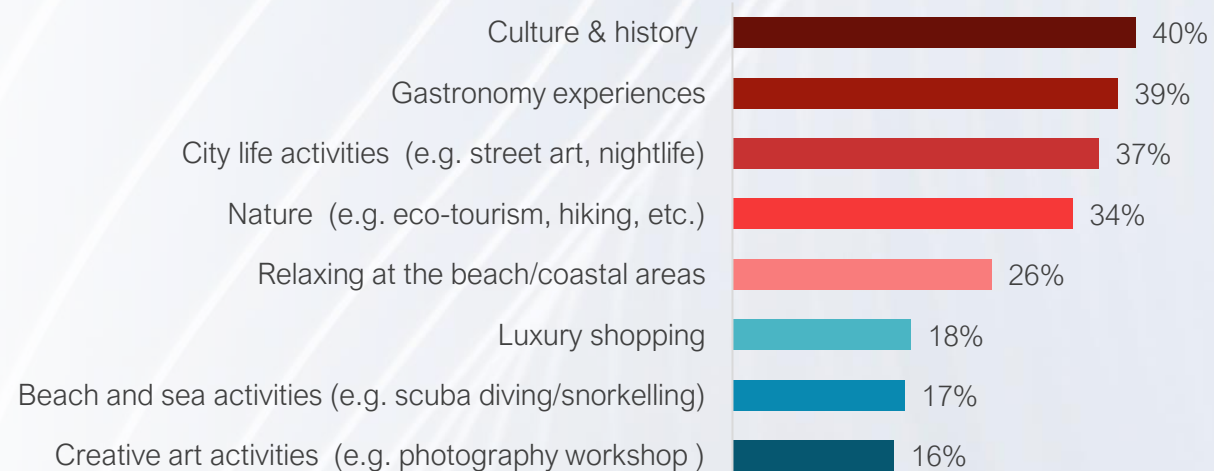 Culture & history 40%
Gastronomy experiences 39%
City life activities (e.g. street art, nightlife) 37%
Nature (e.g. eco-tourism, hiking, etc.) 34%
Relaxing at the beach/coastal areas 26%
Luxury shopping 18%
Beach and sea activities (e.g. scuba diving/snorkelling) 17%
Creative art activities (e.g. photography workshop ) 16%